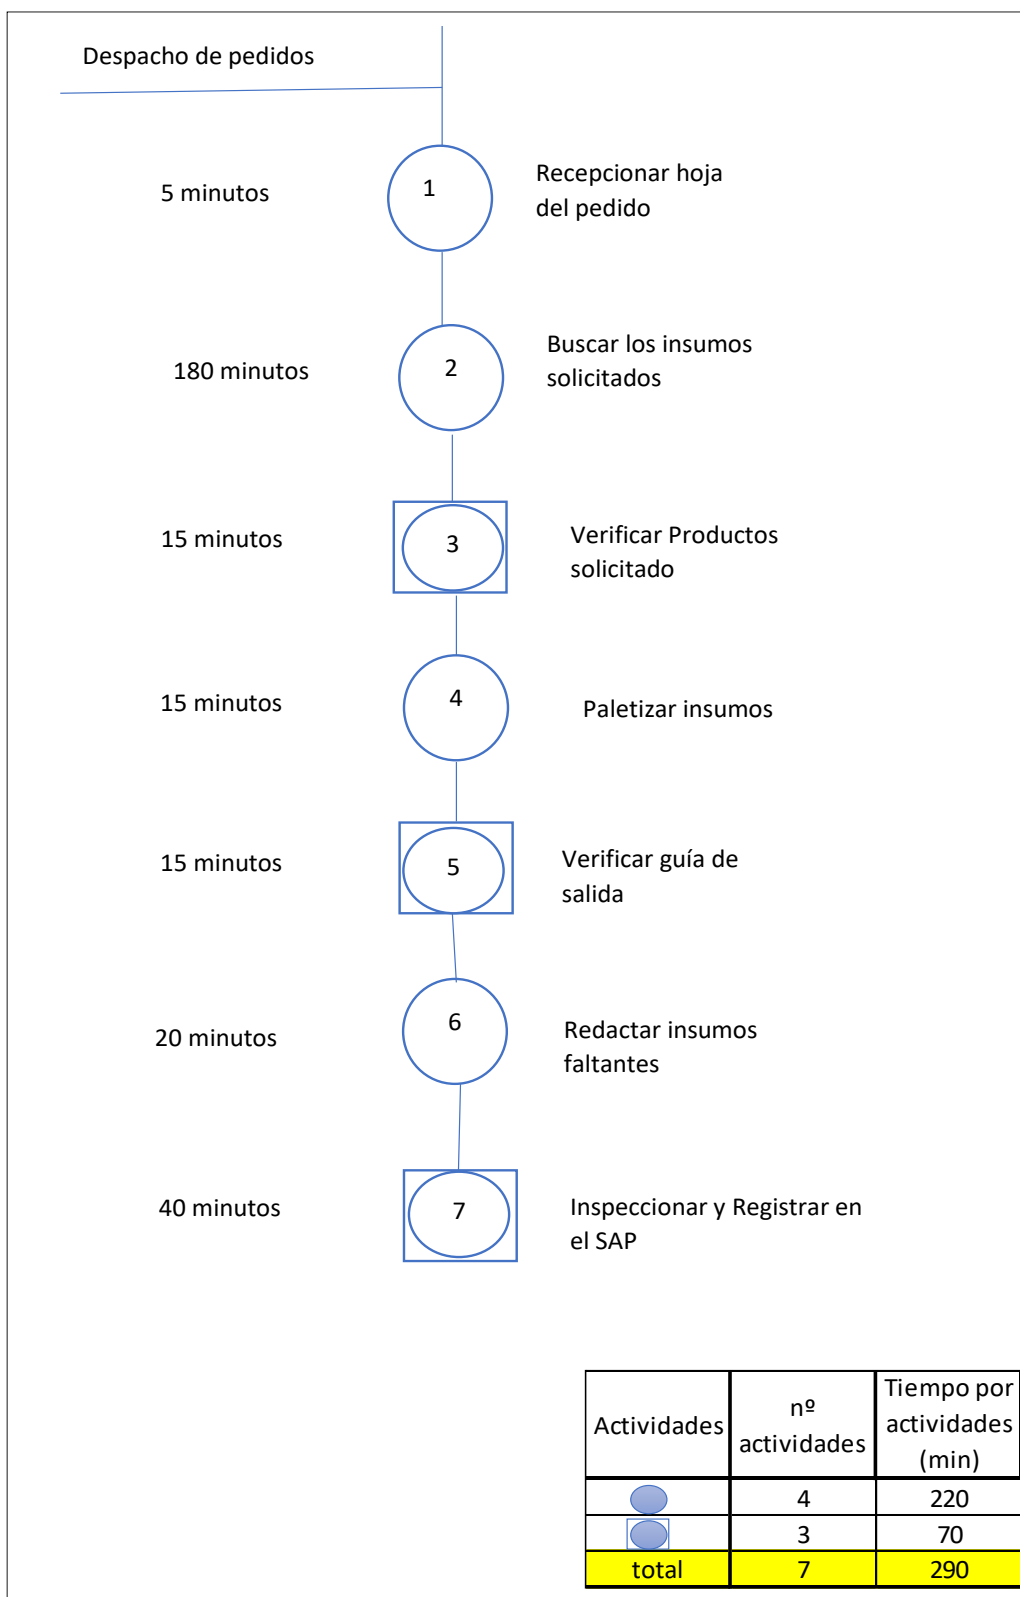 Despacho de pedidos
5 minutos
1
Recepcionar hoja
del pedido
180 minutos
2
Buscar los insumos
solicitados
15 minutos
3
Verificar Productos
solicitado
15 minutos
4
Paletizar insumos
15 minutos
5
Verificar guía de
salida
20 minutos
6
Redactar insumos
faltantes
40 minutos
7
Inspeccionar y Registrar en
el SAP
Actividades
nº
actividades
Tiempo por
actividades
(min)
4 220
3 70
total 7 290